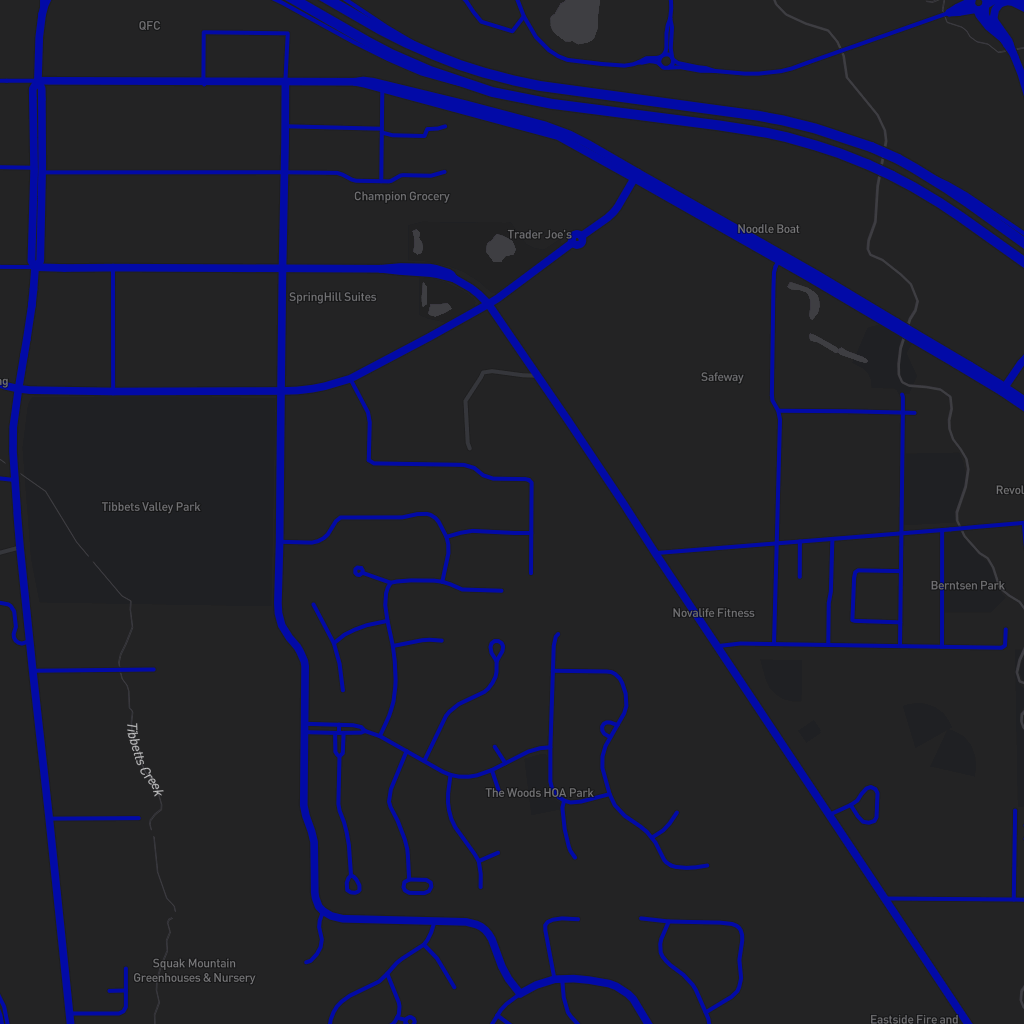 QFC
Champion Grocery
Trader Joe's
Noodle Boat
SpringHill Suites
Safeway
Tibbets Valley Park
Berntsen Park
Novalife Fitness
Tibbetts Creek
The Woods HOA Park
Squak Mountain
Greenhouses & Nursery
Eastside Fire and